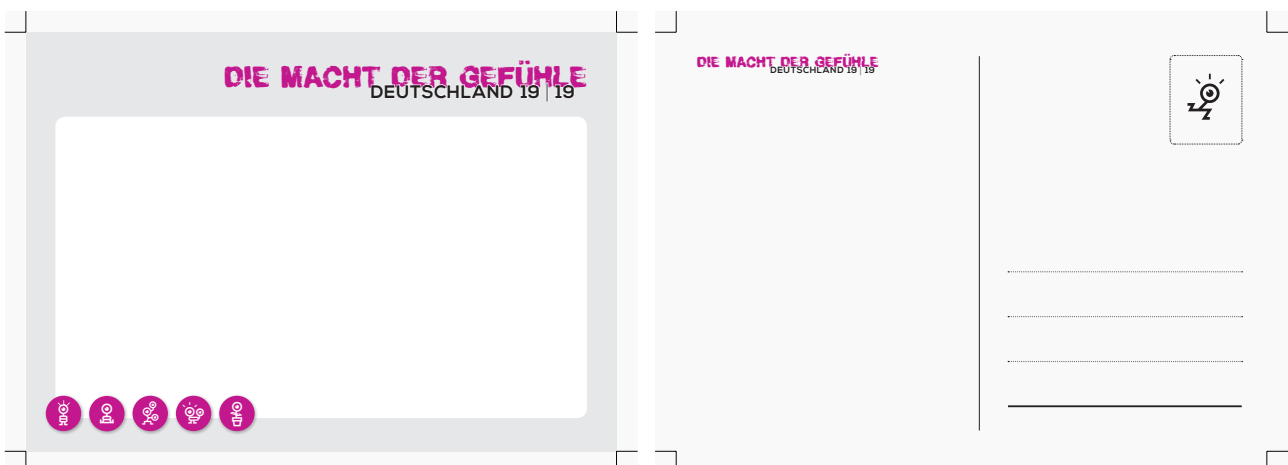 DIE MACHT DER GEFÜHLE
DEUTSCHLAND 19 | 19
DIE MACHT DER GEFÜHLE
DEUTSCHLAND 19 | 19